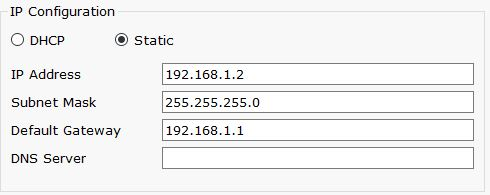 IP Configuration
DHCP Static
IP Address 192.168.1.2
Subnet Mask 255.255.255.0
Default Gateway 192.168.1.1
DNS Server